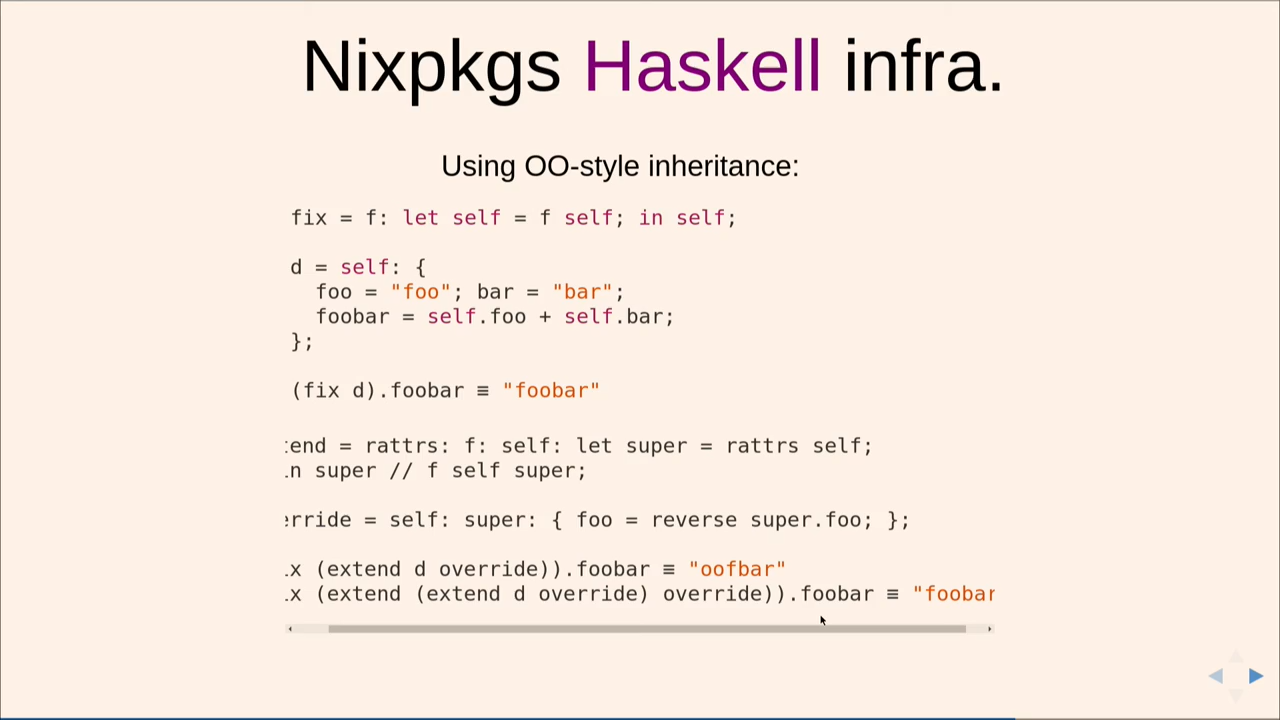 Nixpkgs Haskell infra.
Using OO-style inheritance:
fix = f: let self = f self; in self;
d = self: {
foo = "foo"; bar = "bar";
foobar = self.foo + self.bar;
};
(fix d).foobar ≡ "foobar"
end = rattrs: f: self: let super = rattrs self;
n super // f self super;
rride = self: super: { foo = reverse super.foo; };
x (extend d override)).foobar ≡ "oofbar"
x (extend (extend d override) override)).foobar ≡ "foobar